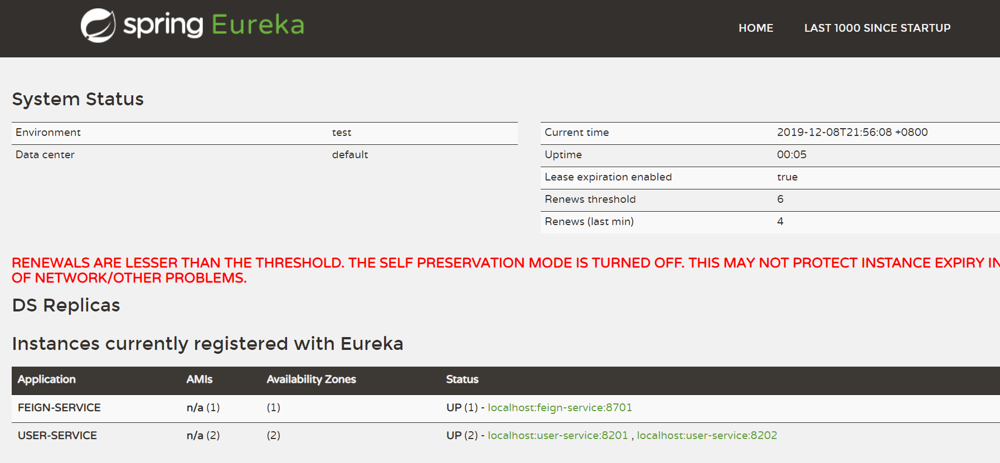 spring Eureka
HOME LAST 1000 SINCE STARTUP
System Status
Environment test
Data center default
Current time 2019-12-08T21:56:08 +0800
Uptime 00:05
Lease expiration enabled true
Renews threshold 6
Renews (last min) 4
RENEWALS ARE LESSER THAN THE THRESHOLD. THE SELF PRESERVATION MODE IS TURNED OFF. THIS MAY NOT PROTECT INSTANCE EXPIRY IN
OF NETWORK/OTHER PROBLEMS.
DS Replicas
Instances currently registered with Eureka
Application AMIs Availability Zones Status
FEIGN-SERVICE n/a (1) (1) UP (1) - localhost:feign-service:8701
USER-SERVICE n/a (2) (2) UP (2) - localhost:user-service:8201 , localhost:user-service:8202